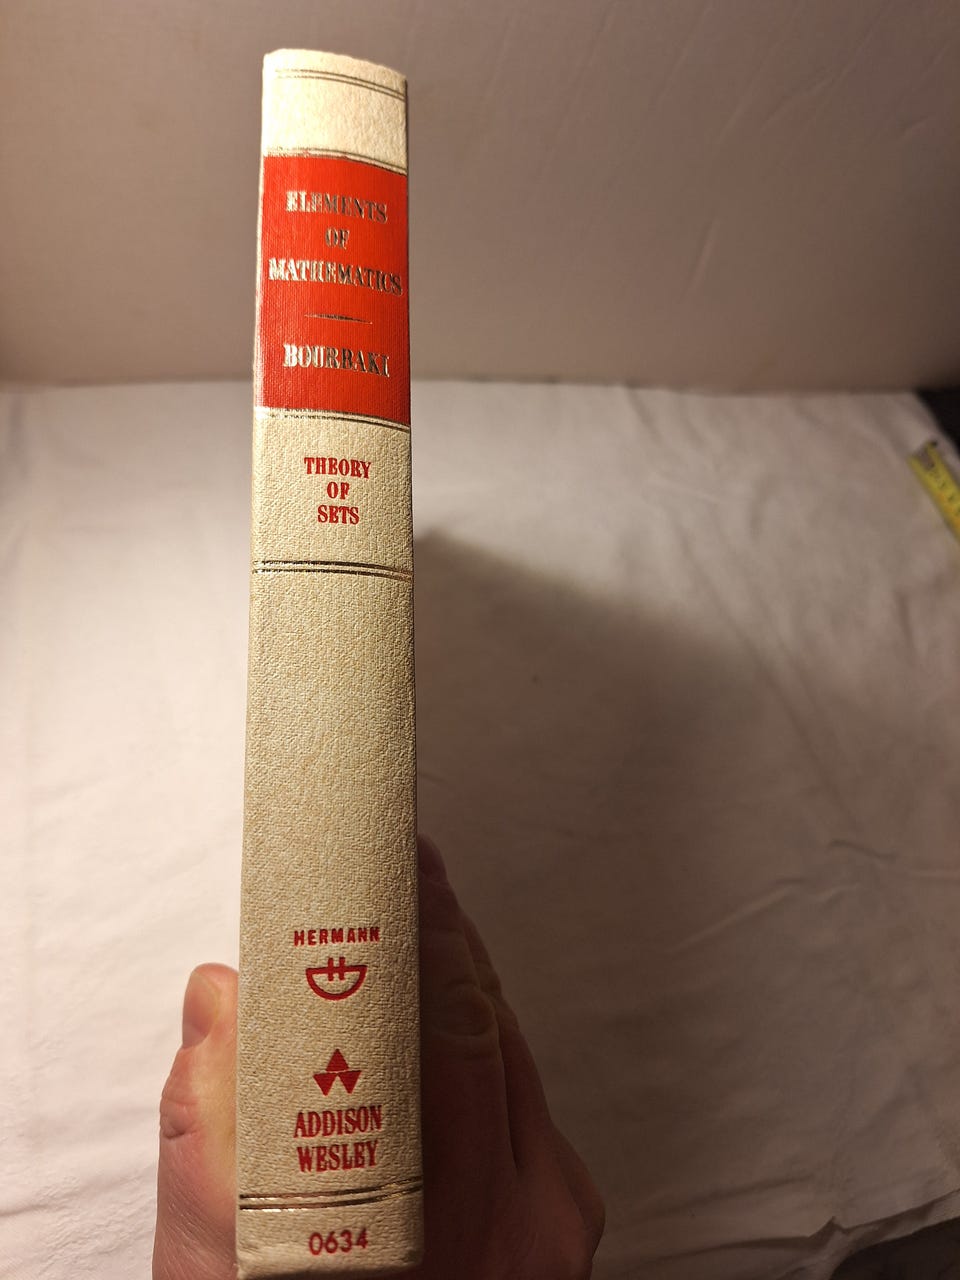 ELEMENTS
OF
MATHEMATICS
BOURBAKI
THEORY
OF
SETS
HERMANN
ADDISON
WESLEY
0634